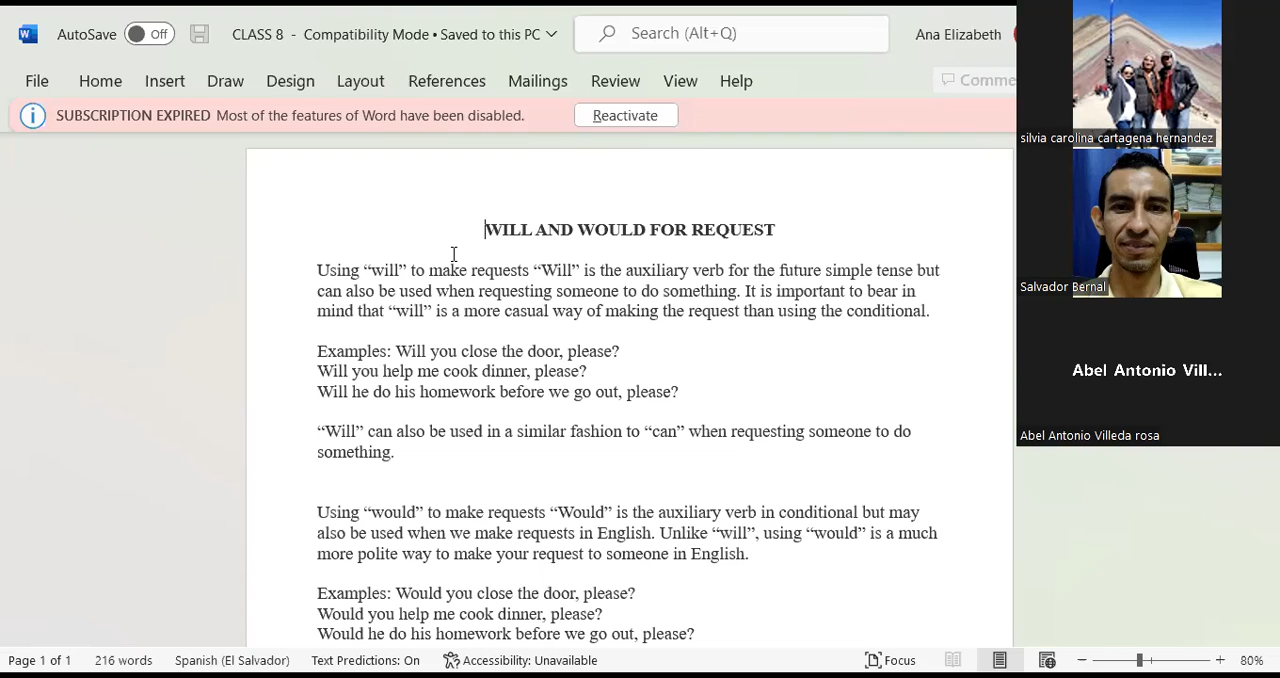 AutoSave Off CLASS 8 - Compatibility Mode • Saved to this PC Search (Alt+Q) Ana Elizabeth
File Home Insert Draw Design Layout References Mailings Review View Help Comme
SUBSCRIPTION EXPIRED Most of the features of Word have been disabled. Reactivate
silvia carolina cartagena hernandez
Salvador Bernal
Abel Antonio Vill...
Abel Antonio Villeda rosa
WILL AND WOULD FOR REQUEST
Using “will” to make requests “Will” is the auxiliary verb for the future simple tense but
can also be used when requesting someone to do something. It is important to bear in
mind that “will” is a more casual way of making the request than using the conditional.
Examples: Will you close the door, please?
Will you help me cook dinner, please?
Will he do his homework before we go out, please?
“Will” can also be used in a similar fashion to “can” when requesting someone to do
something.
Using “would” to make requests “Would” is the auxiliary verb in conditional but may
also be used when we make requests in English. Unlike “will”, using “would” is a much
more polite way to make your request to someone in English.
Examples: Would you close the door, please?
Would you help me cook dinner, please?
Would he do his homework before we go out, please?
Page 1 of 1 216 words Spanish (El Salvador) Text Predictions: On Accessibility: Unavailable Focus 80%